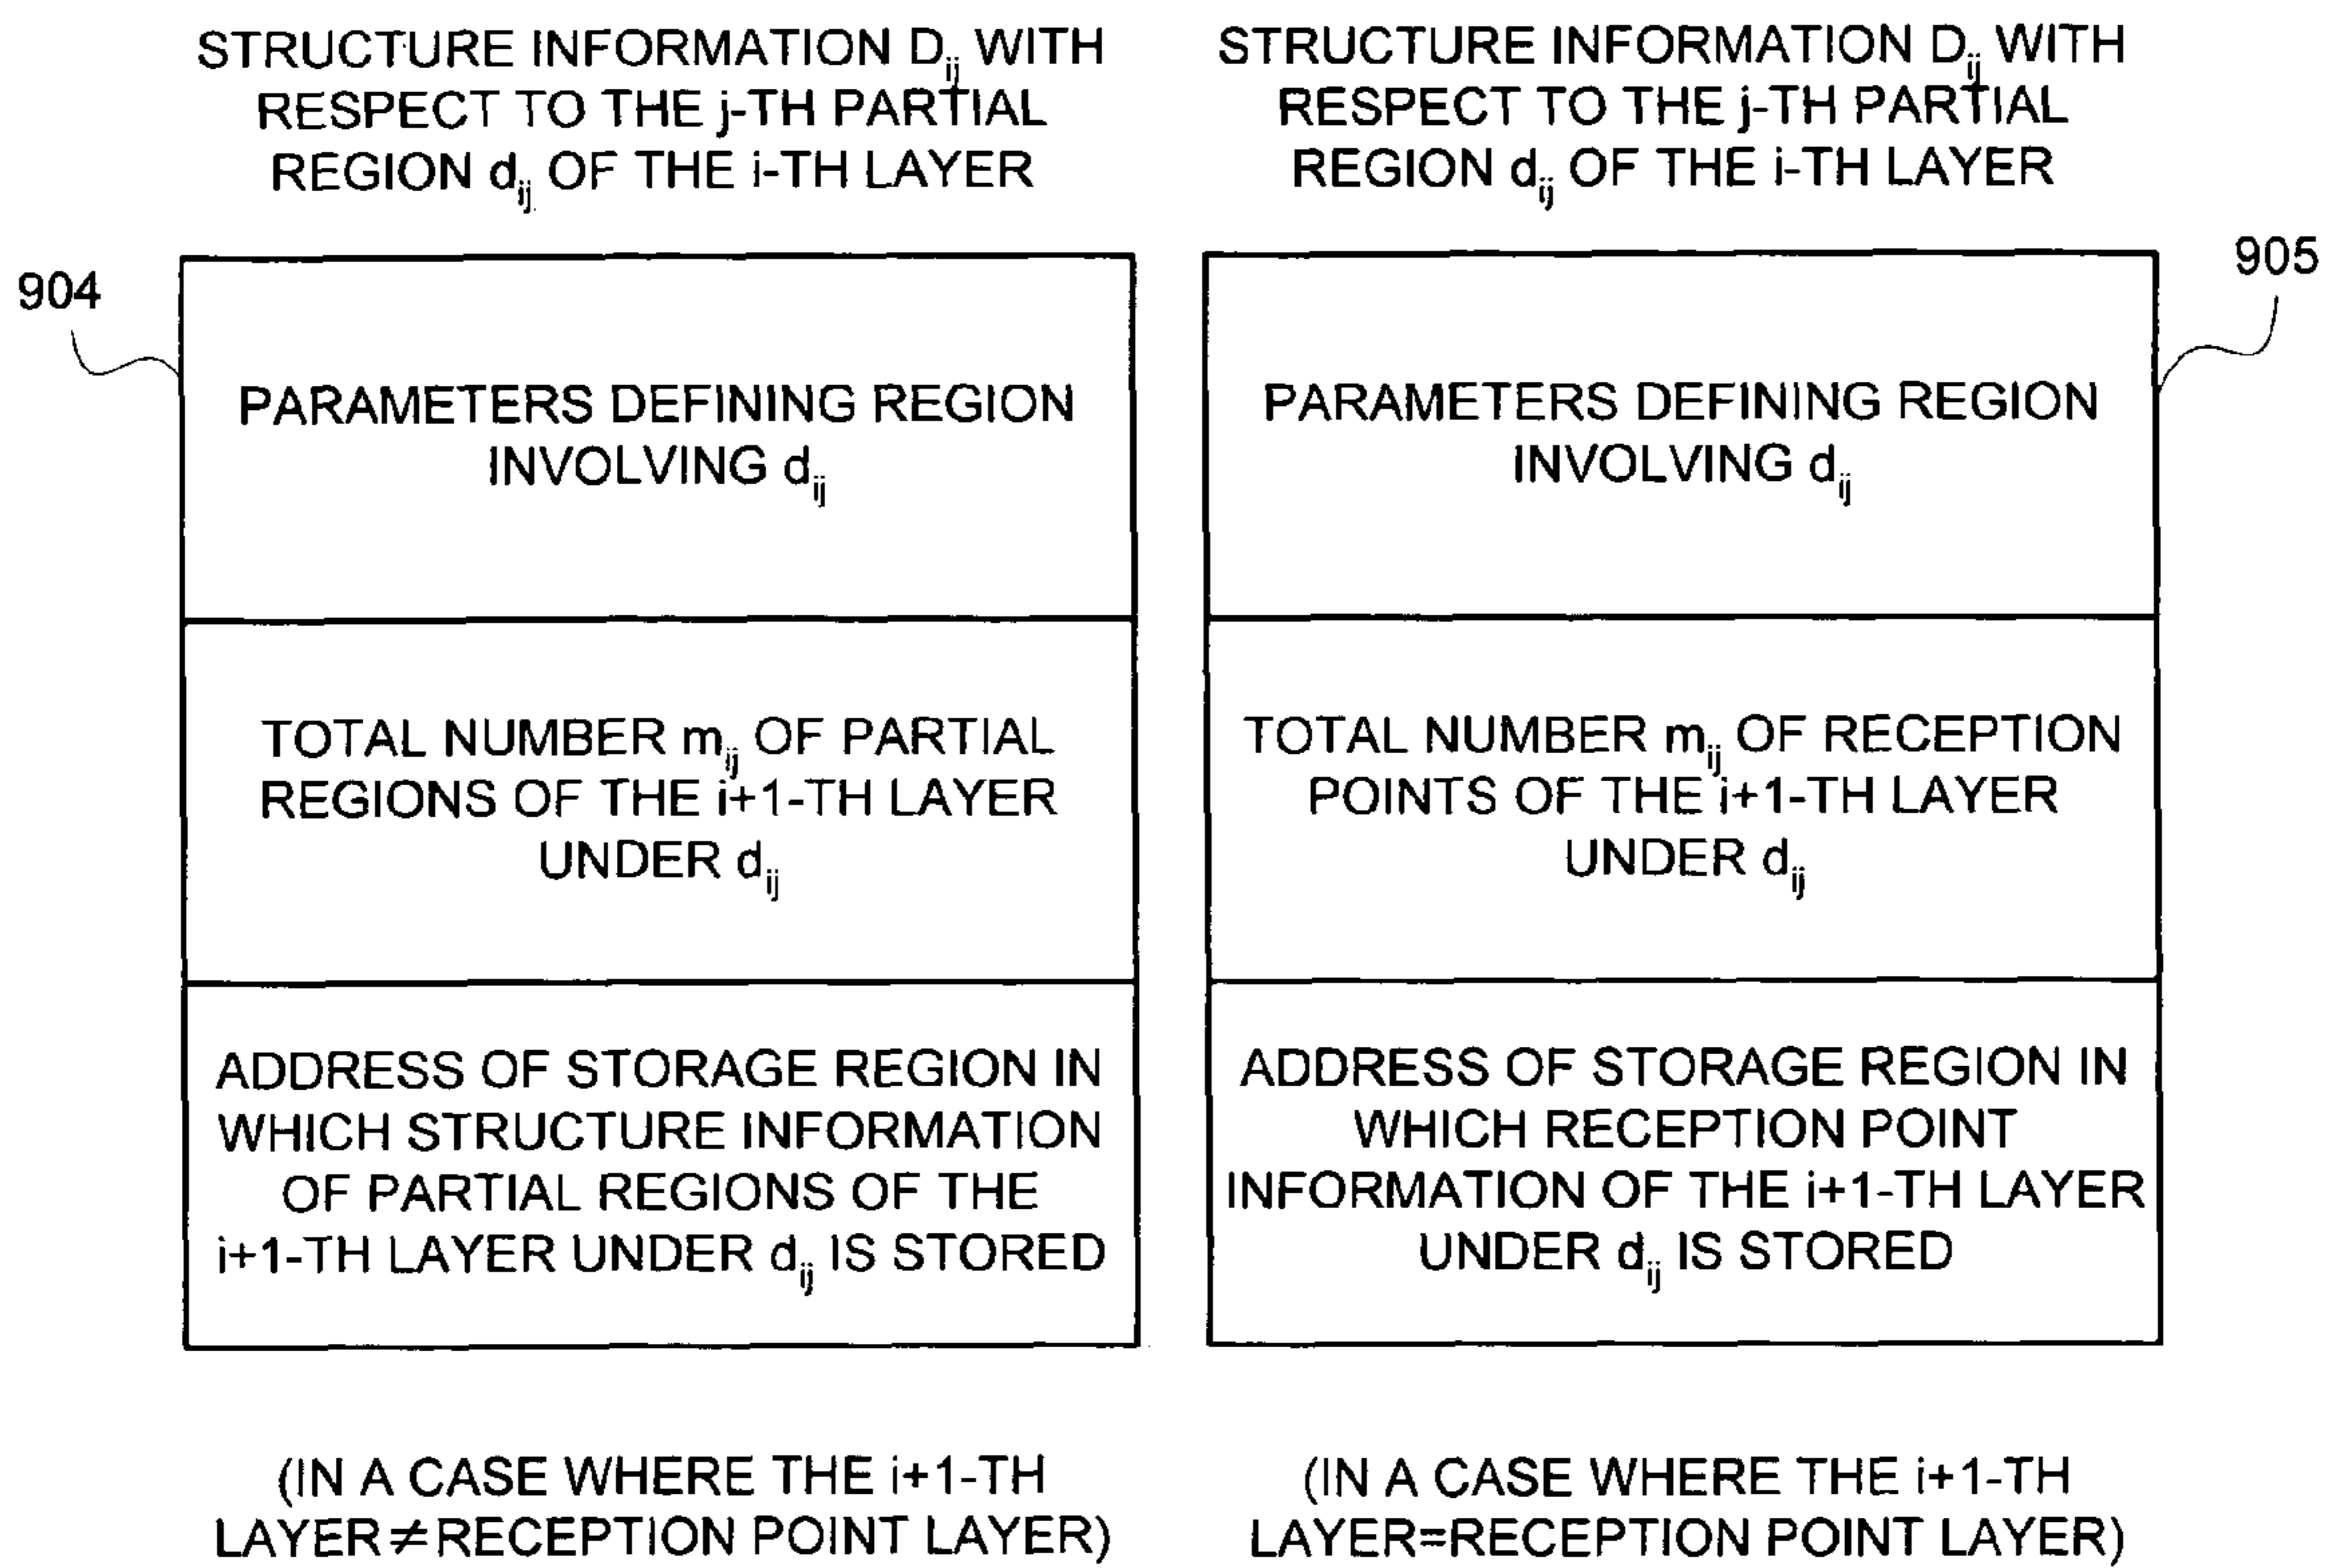 STRUCTURE INFORMATION Dij WITH
RESPECT TO THE j-TH PARTIAL
REGION dij OF THE i-TH LAYER
904
PARAMETERS DEFINING REGION
INVOLVING dij
TOTAL NUMBER mij OF PARTIAL
REGIONS OF THE i+1-TH LAYER
UNDER dij
ADDRESS OF STORAGE REGION IN
WHICH STRUCTURE INFORMATION
OF PARTIAL REGIONS OF THE
i+1-TH LAYER UNDER dij IS STORED
(IN A CASE WHERE THE i+1-TH
LAYER≠RECEPTION POINT LAYER)
STRUCTURE INFORMATION Dij WITH
RESPECT TO THE j-TH PARTIAL
REGION dij OF THE i-TH LAYER
905
PARAMETERS DEFINING REGION
INVOLVING dij
TOTAL NUMBER mij OF RECEPTION
POINTS OF THE i+1-TH LAYER
UNDER dij
ADDRESS OF STORAGE REGION IN
WHICH RECEPTION POINT
INFORMATION OF THE i+1-TH LAYER
UNDER dij IS STORED
(IN A CASE WHERE THE i+1-TH
LAYER=RECEPTION POINT LAYER)